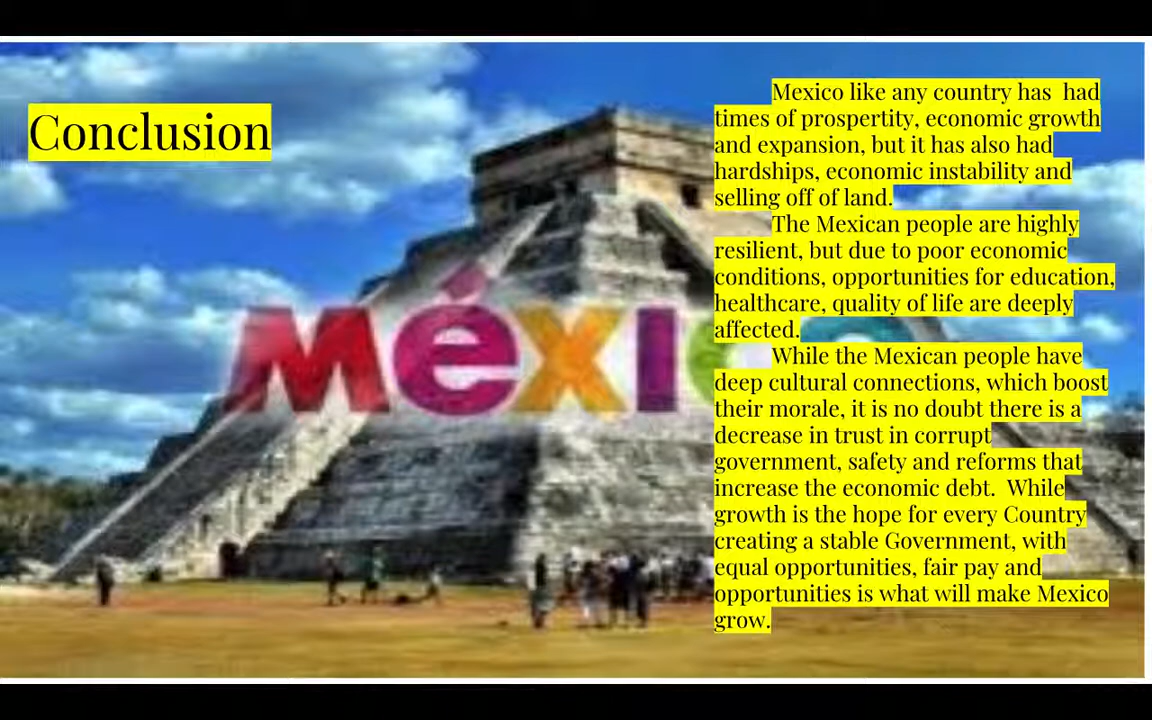 Conclusion
Mexico like any country has  had
times of prospertity, economic growth
and expansion, but it has also had
hardships, economic instability and
selling off of land.
The Mexican people are highly
resilient, but due to poor economic
conditions, opportunities for education,
healthcare, quality of life are deeply
affected.
While the Mexican people have
deep cultural connections, which boost
their morale, it is no doubt there is a
decrease in trust in corrupt
government, safety and reforms that
increase the economic debt.  While
growth is the hope for every Country
creating a stable Government, with
equal opportunities, fair pay and
opportunities is what will make Mexico
grow.
méxic